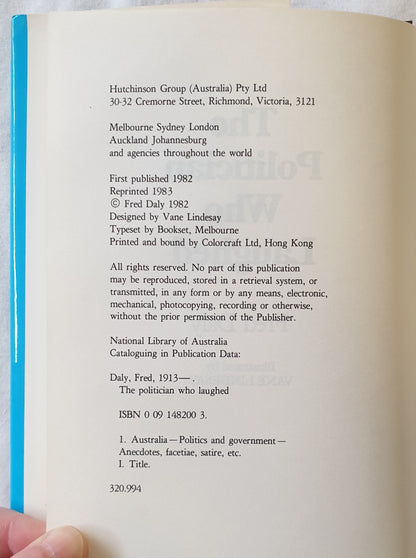 Hutchinson Group (Australia) Pty Ltd
30-32 Cremorne Street, Richmond, Victoria, 3121
Melbourne Sydney London
Auckland Johannesburg
and agencies throughout the world
First published 1982
Reprinted 1983
© Fred Daly 1982
Designed by Vane Lindesay
Typeset by Bookset, Melbourne
Printed and bound by Colorcraft Ltd, Hong Kong
All rights reserved. No part of this publication
may be reproduced, stored in a retrieval system, or
transmitted, in any form or by any means, electronic,
mechanical, photocopying, recording or otherwise,
without the prior permission of the Publisher.
National Library of Australia
Cataloguing in Publication Data:
Daly, Fred, 1913— .
The politician who laughed
ISBN 0 09 148200 3.
1. Australia—Politics and government—
Anecdotes, facetiae, satire, etc.
I. Title.
320.994